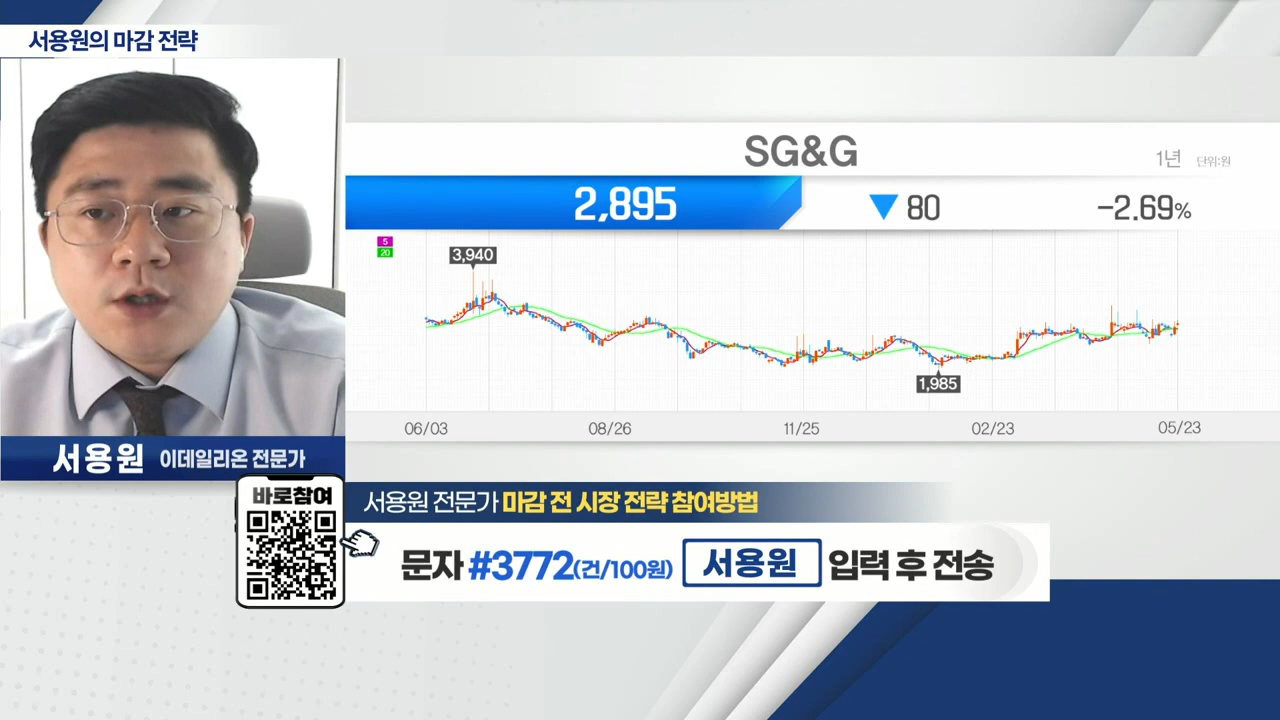 서용원의 마감 전략
SG&G
1년 단위:원
2,895 ▼ 80 -2.69%
5
20
3,940
1,985
06/03 08/26 11/25 02/23 05/23
서용원 이데일리온 전문가
바로참여
서용원 전문가 마감 전 시장 전략 참여방법
문자 #3772(건/100원) 서용원 입력 후 전송